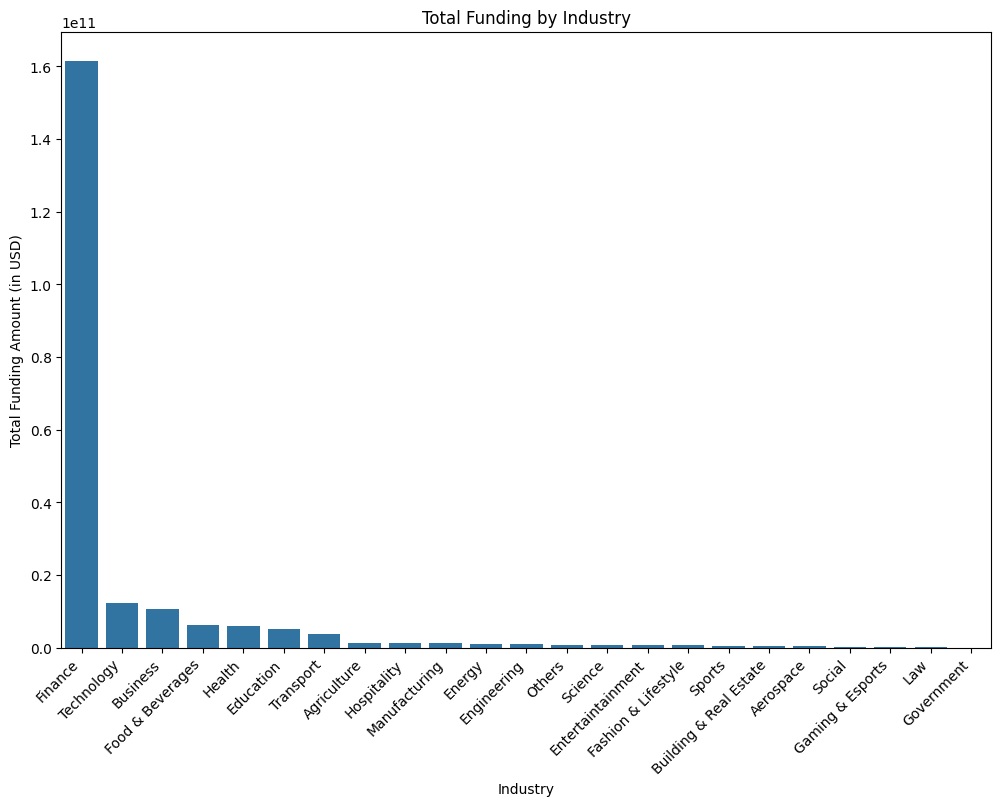 Total Funding by Industry
1e11
1.6
1.4
1.2
1.0
0.8
0.6
0.4
0.2
0.0
Total Funding Amount (in USD)
Finance
Technology
Business
Food & Beverages
Health
Education
Transport
Agriculture
Hospitality
Manufacturing
Energy
Engineering
Others
Science
Entertaintainment
Fashion & Lifestyle
Sports
Building & Real Estate
Aerospace
Social
Gaming & Esports
Law
Government
Industry